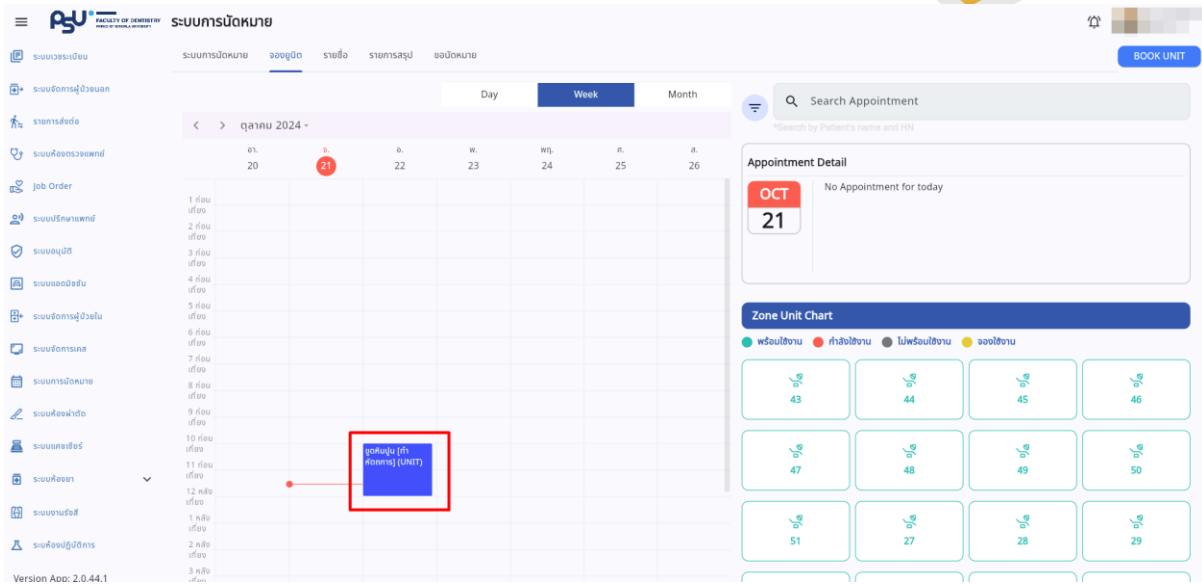 PSU FACULTY OF DENTISTRY
PRINCE OF SONGKLA UNIVERSITY
ระบบการนัดหมาย
ระบบเวชระเบียน
ระบบจัดการผู้ป่วยนอก
รายการส่งต่อ
ระบบห้องตรวจแพทย์
Job Order
ระบบปรึกษาแพทย์
ระบบอนุมัติ
ระบบแอดมิชชัน
ระบบจัดการผู้ป่วยใน
ระบบจัดการเคส
ระบบการนัดหมาย
ระบบห้องผ่าตัด
ระบบแคชเชียร์
ระบบห้องยา
ระบบงานรังสี
ระบห้องปฏิบัติการ
Version App: 2.0.44.1
ระบบการนัดหมาย จองยูนิต รายชื่อ รายการสรุป ขอนัดหมาย
BOOK UNIT
Day Week Month
ตุลาคม 2024
อา. จ. อ. พ. พฤ. ศ. ส.
20 21 22 23 24 25 26
1 ก่อน
เที่ยง
2 ก่อน
เที่ยง
3 ก่อน
เที่ยง
4 ก่อน
เที่ยง
5 ก่อน
เที่ยง
6 ก่อน
เที่ยง
7 ก่อน
เที่ยง
8 ก่อน
เที่ยง
9 ก่อน
เที่ยง
10 ก่อน
เที่ยง
11 ก่อน
เที่ยง
12 หลัง
เที่ยง
1 หลัง
เที่ยง
2 หลัง
เที่ยง
3 หลัง
เที่ยง
ขูดหินปูน [ทำ
หัตถการ] (UNIT)
Search Appointment
*Search by Patient's name and HN
Appointment Detail
OCT
21
No Appointment for today
Zone Unit Chart
พร้อมใช้งาน กำลังใช้งาน ไม่พร้อมใช้งาน จองใช้งาน
43 44 45 46
47 48 49 50
51 27 28 29